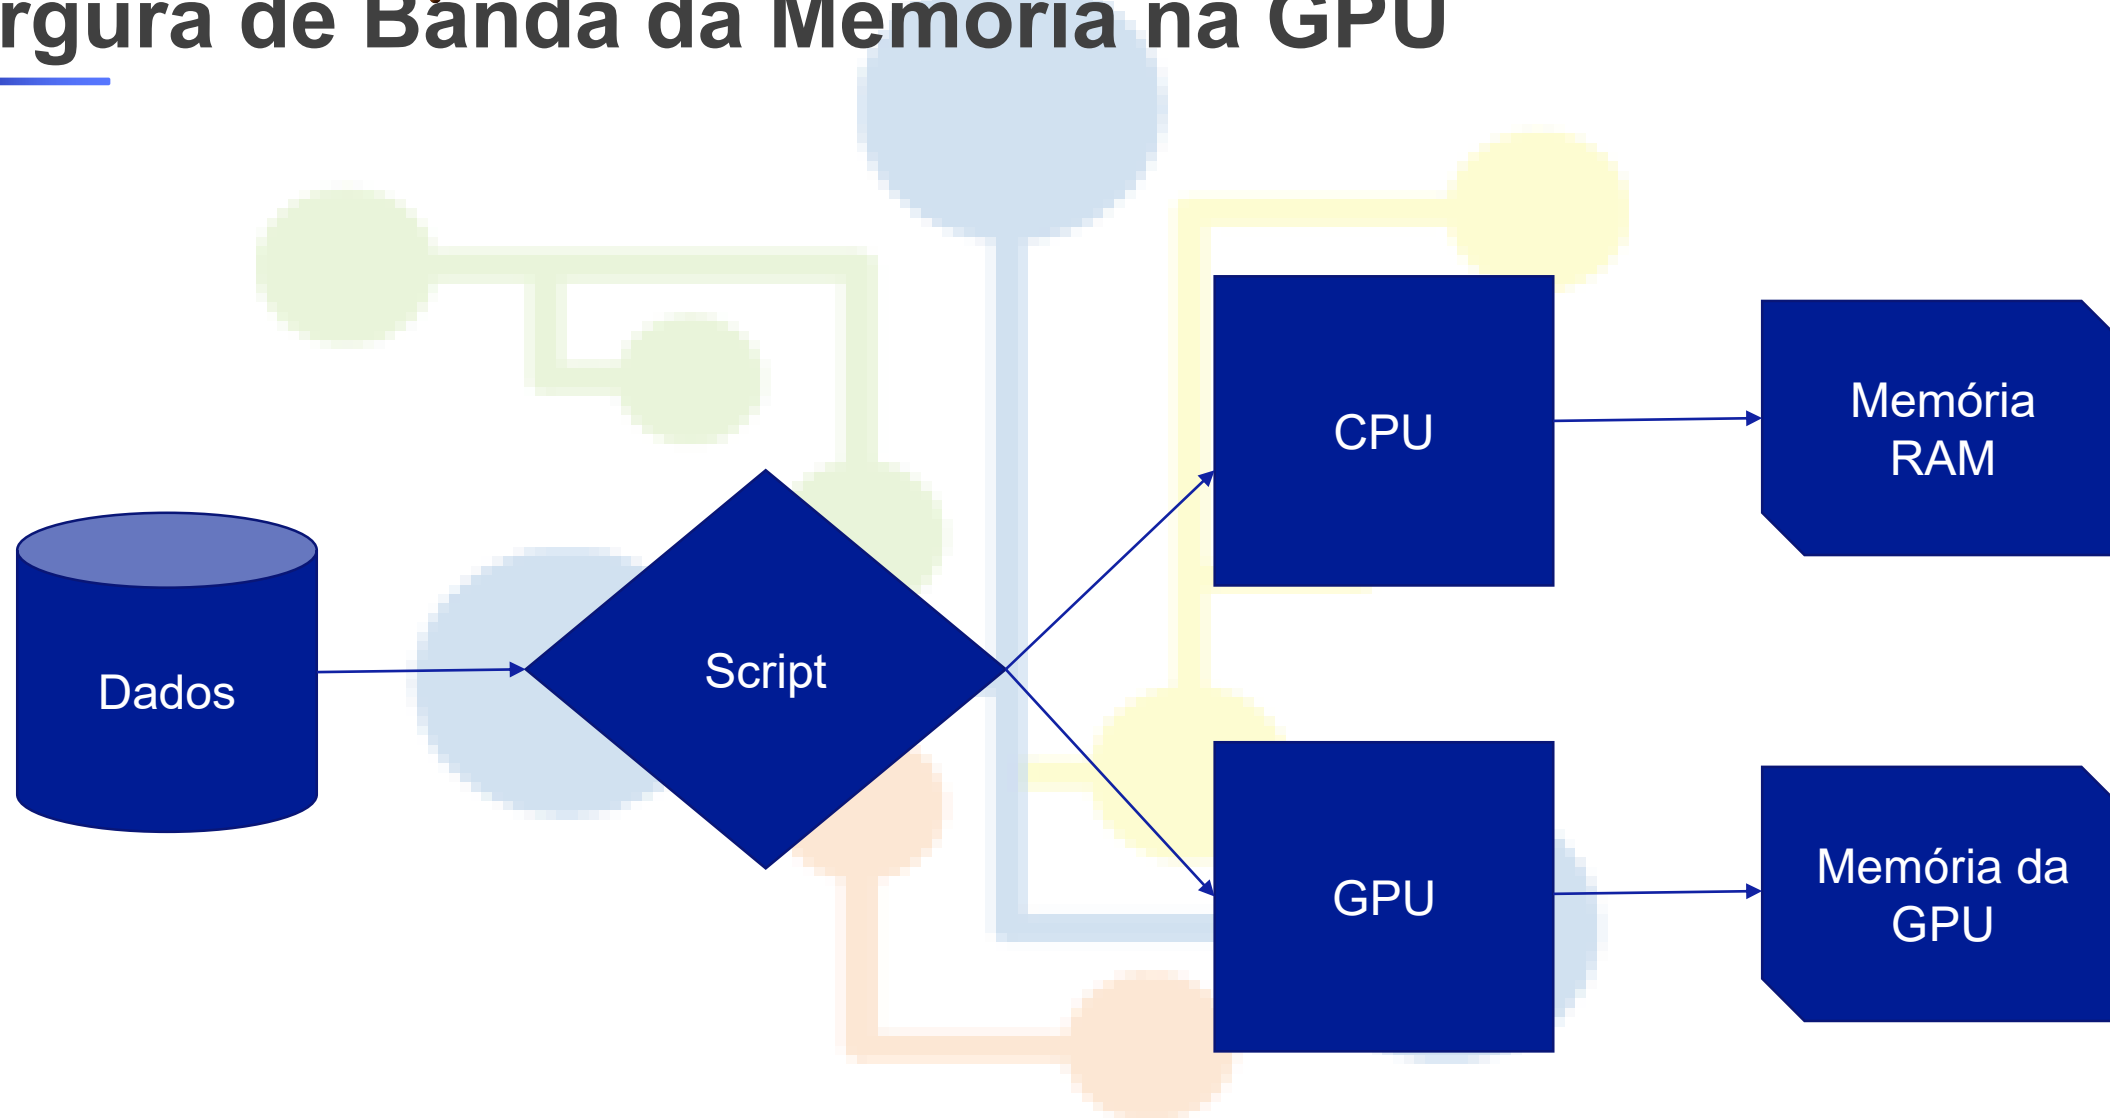 rgura de Banda da Memória na GPU
CPU
Memória
RAM
Dados
Script
GPU
Memória da
GPU